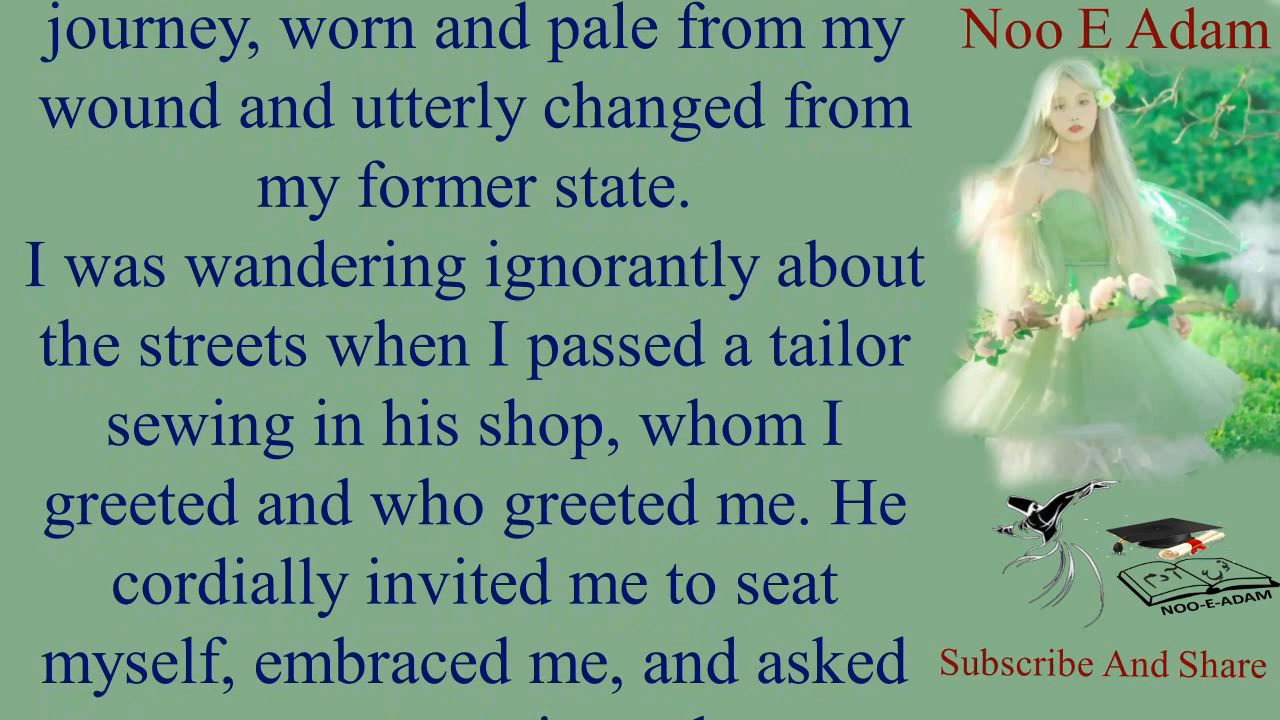 journey, worn and pale from my
wound and utterly changed from
my former state.
I was wandering ignorantly about
the streets when I passed a tailor
sewing in his shop, whom I
greeted and who greeted me. He
cordially invited me to seat
myself, embraced me, and asked
Noo E Adam
نوع آدم
NOO-E-ADAM
Subscribe And Share